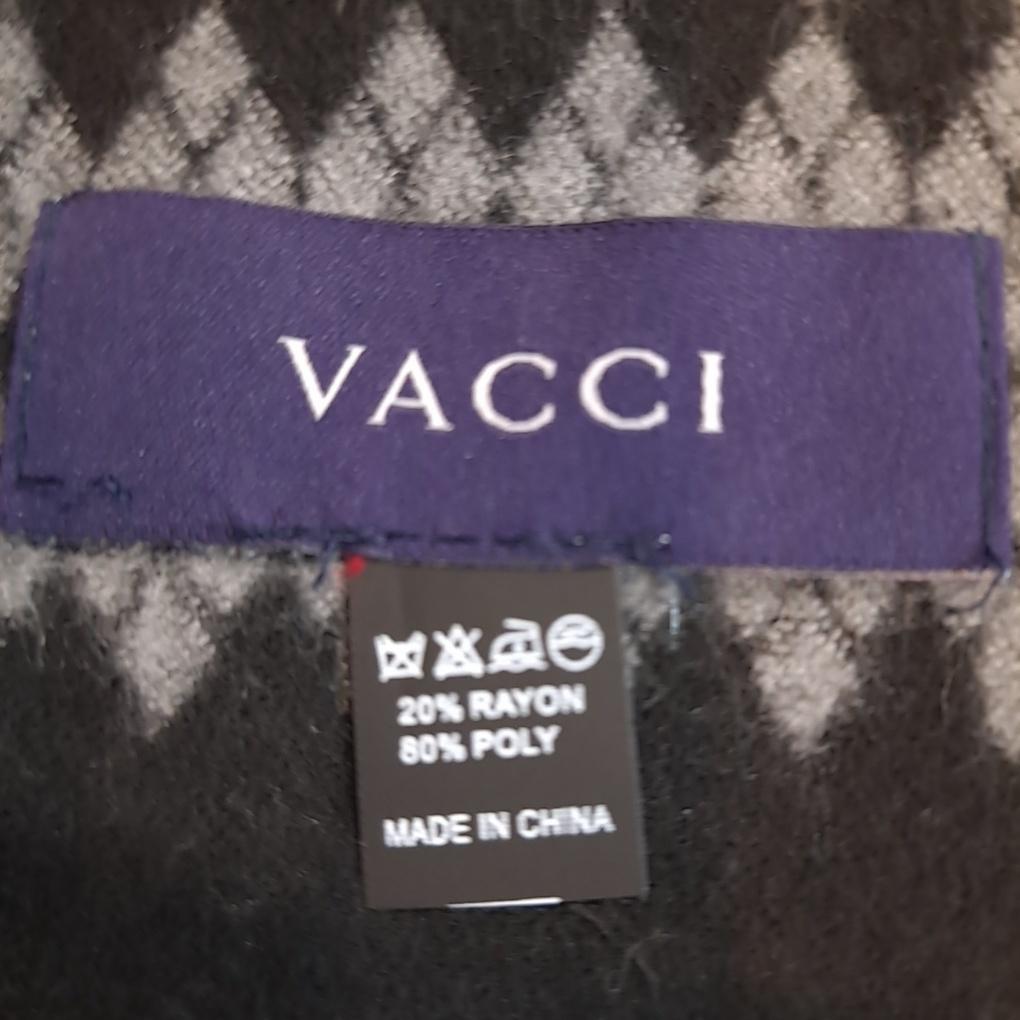 VACCI
20% RAYON
80% POLY
MADE IN CHINA